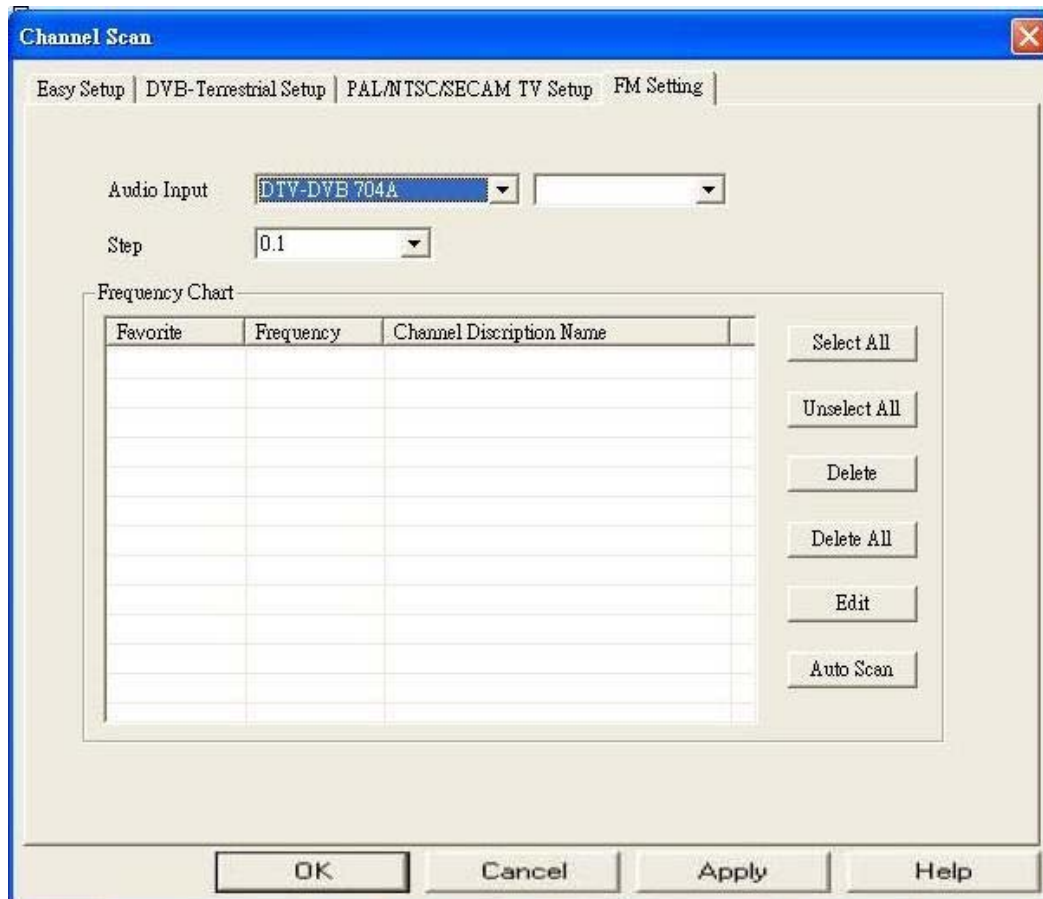 Channel Scan
Easy Setup
DVB-Terrestrial Setup
PAL/NTSC/SECAM TV Setup
FM Setting
Audio Input
DTV-DVB 704A
Step
0.1
Frequency Chart
Favorite
Frequency
Channel Discription Name
Select All
Unselect All
Delete
Delete All
Edit
Auto Scan
OK
Cancel
Apply
Help